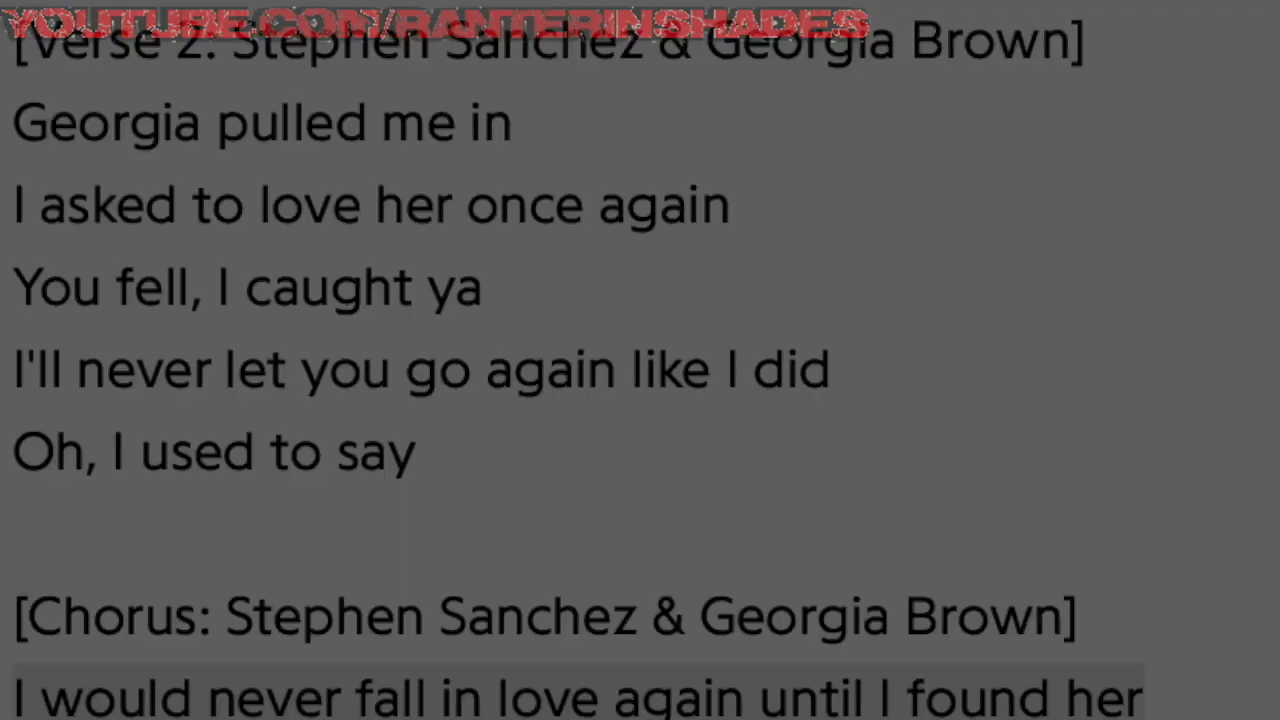 YOUTUBE.COM/RANTERINSHADES
[Verse 2: Stephen Sanchez & Georgia Brown]
Georgia pulled me in
I asked to love her once again
You fell, I caught ya
I'll never let you go again like I did
Oh, I used to say
[Chorus: Stephen Sanchez & Georgia Brown]
I would never fall in love again until I found her